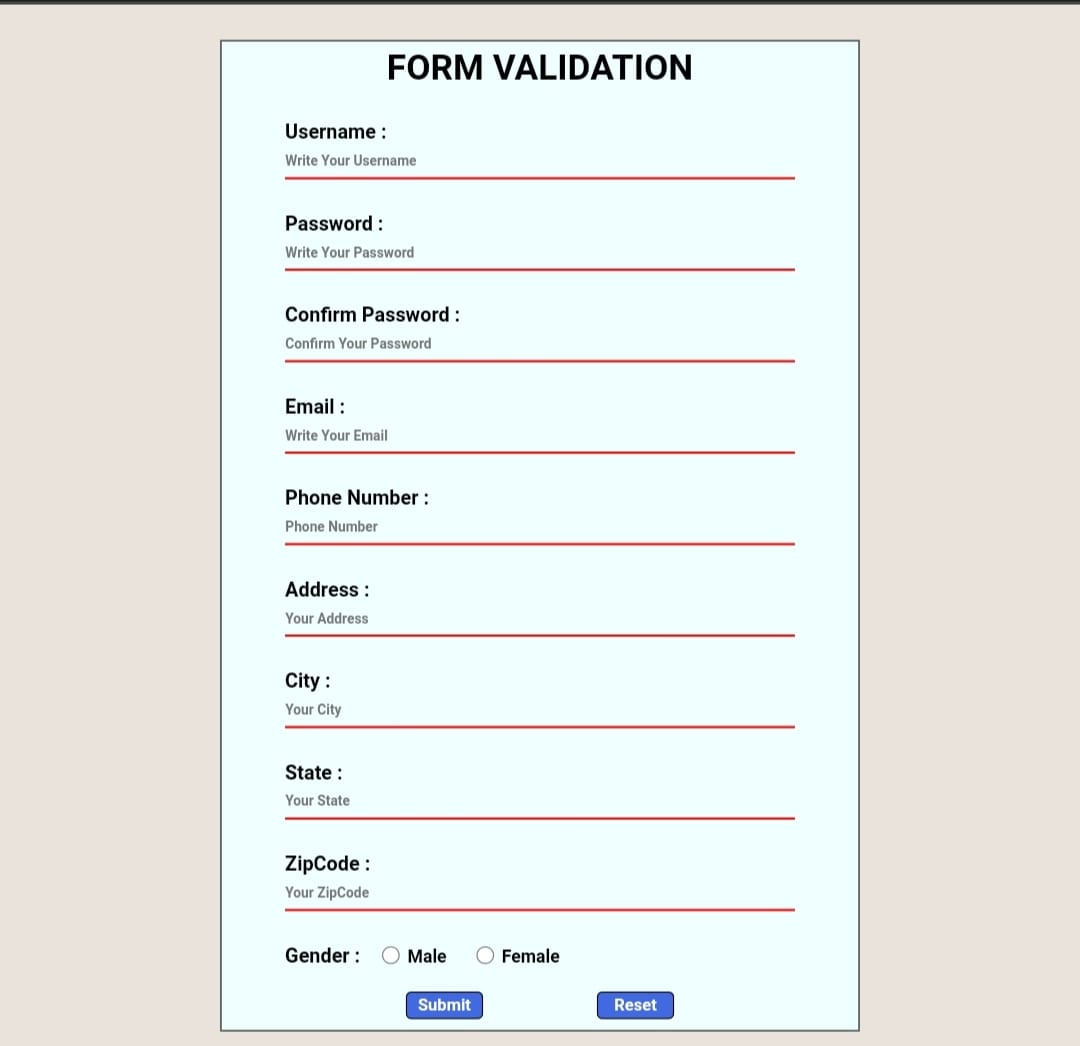 FORM VALIDATION
Username :
Write Your Username
Password :
Write Your Password
Confirm Password :
Confirm Your Password
Email :
Write Your Email
Phone Number :
Phone Number
Address :
Your Address
City :
Your City
State :
Your State
ZipCode :
Your ZipCode
Gender : Male Female
Submit Reset